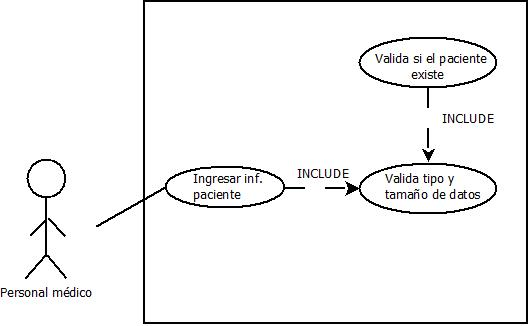 Valida si el paciente
existe
INCLUDE
Ingresar inf.
paciente
INCLUDE
Valida tipo y
tamaño de datos
Personal médico